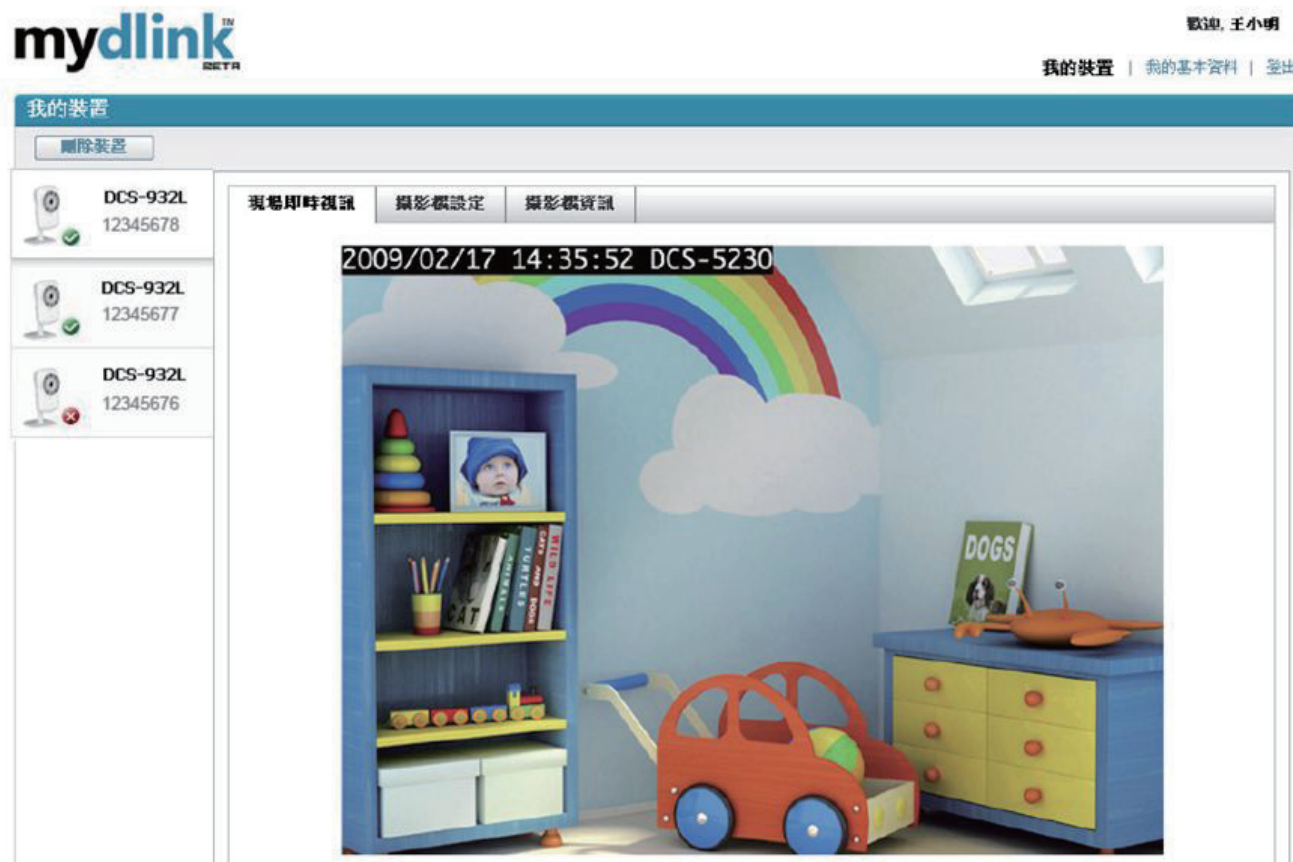 mydlink TM
BETA
歡迎, 王小明
我的裝置 | 我的基本資料 | 登出
我的裝置
刪除裝置
DCS-932L
12345678
DCS-932L
12345677
DCS-932L
12345676
現場即時視訊
攝影機設定
攝影機資訊
2009/02/17 14:35:52 DCS-5230
DOGS
CAT
ANIMALS
TURTLES
CATS AND DOGS
WILD LIFE